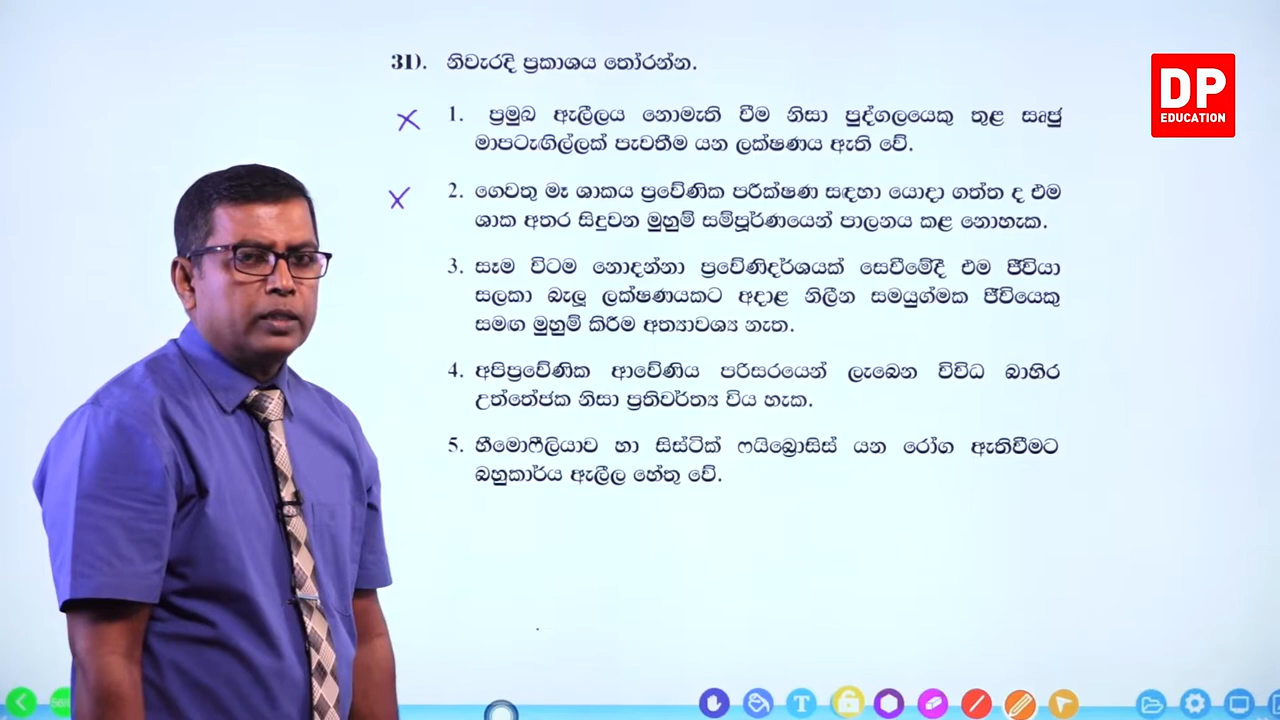 31). නිවැරදි ප්‍රකාශය තෝරන්න.
1. ප්‍රමුඛ ඇලීලය නොමැති වීම නිසා පුද්ගලයෙකු තුළ සෘජු
මාපටැඟිල්ලක් පැවතීම යන ලක්ෂණය ඇති වේ.
2. ගෙවතු මෑ ශාකය ප්‍රවේණික පරීක්ෂණ සඳහා යොදා ගත්ත ද එම
ශාක අතර සිදුවන මුහුම් සම්පූර්ණයෙන් පාලනය කළ නොහැක.
3. සෑම විටම නොදන්නා ප්‍රවේණිදර්ශයක් සෙවීමේදී එම ජීවියා
සලකා බැලූ ලක්ෂණයකට අදාළ නිලීන සමයුග්මක ජීවියෙකු
සමඟ මුහුම් කිරීම අත්‍යාවශ්‍ය නැත.
4. අපිප්‍රවේණික ආවේණිය පරිසරයෙන් ලැබෙන විවිධ බාහිර
උත්තේජක නිසා ප්‍රතිවර්ත්‍ය විය හැක.
5. හීමොෆීලියාව හා සිස්ටික් ෆයිබ්‍රොසිස් යන රෝග ඇතිවීමට
බහුකාර්ය ඇලීල හේතු වේ.
DP
EDUCATION